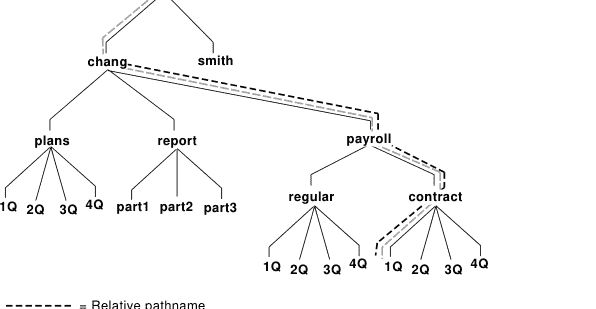 chang smith
plans report payroll
1Q 2Q 3Q 4Q part1 part2 part3
regular contract
1Q 2Q 3Q 4Q 1Q 2Q 3Q 4Q
= Relative pathname